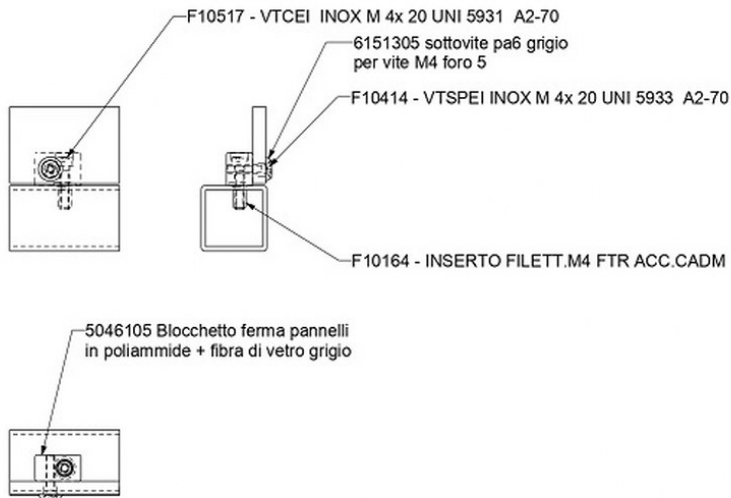 F10517 - VTCEI INOX M 4x 20 UNI 5931 A2-70
6151305 sottovite pa6 grigio
per vite M4 foro 5
F10414 - VTSPEI INOX M 4x 20 UNI 5933 A2-70
F10164 - INSERTO FILETT.M4 FTR ACC.CADM
5046105 Blocchetto ferma pannelli
in poliammide + fibra di vetro grigio